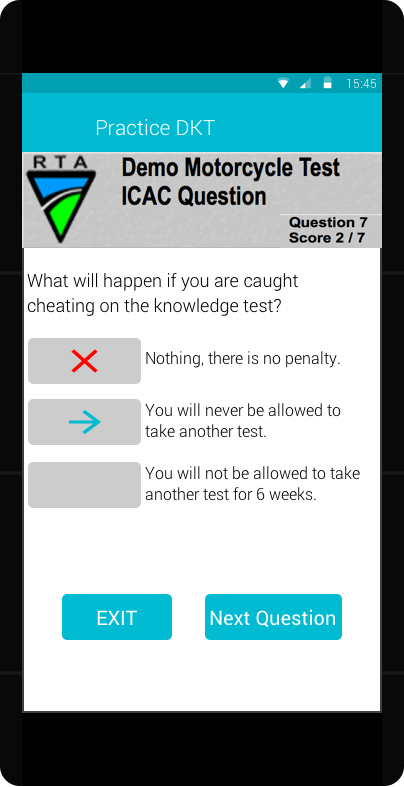 15:45
Practice DKT
RTA
Demo Motorcycle Test
ICAC Question
Question 7
Score 2 / 7
What will happen if you are caught
cheating on the knowledge test?
Nothing, there is no penalty.
You will never be allowed to
take another test.
You will not be allowed to take
another test for 6 weeks.
EXIT
Next Question